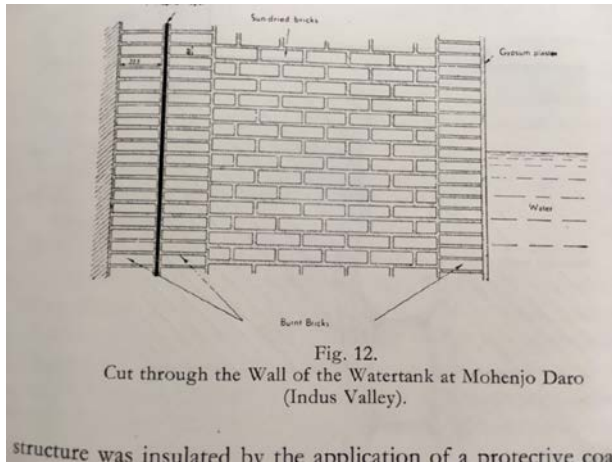 Sun-dried bricks
Gypsum plaster
Water
Burnt Bricks
Fig. 12.
Cut through the Wall of the Watertank at Mohenjo Daro
(Indus Valley).
structure was insulated by the application of a protective coa